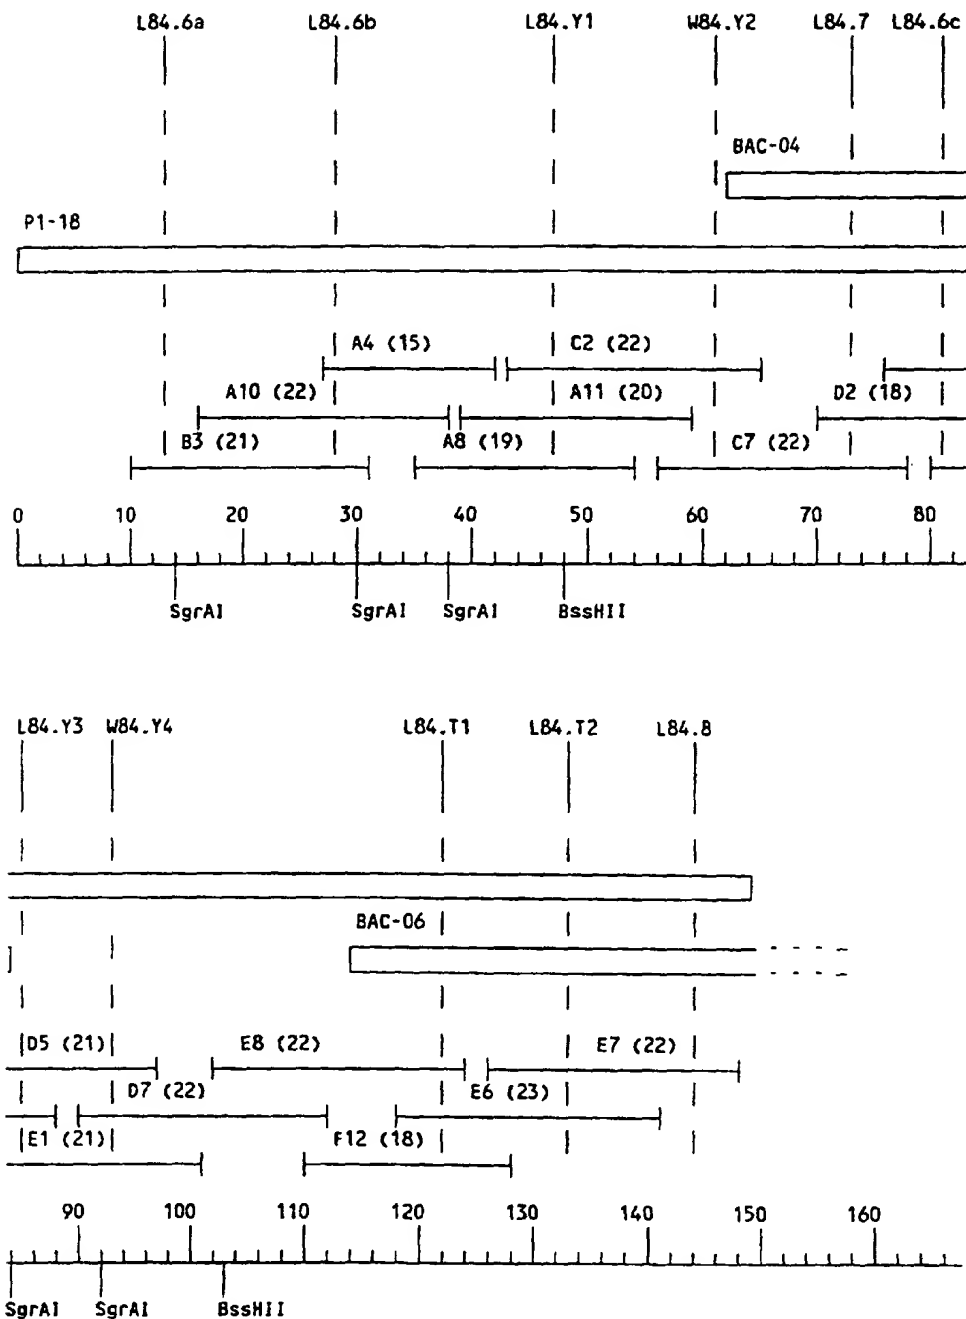 L84.6a L84.6b L84.Y1 W84.Y2 L84.7 L84.6c
BAC-04
P1-18
A4 (15) C2 (22)
A10 (22) A11 (20) D2 (18)
B3 (21) A8 (19) C7 (22)
0 10 20 30 40 50 60 70 80
SgrAI SgrAI SgrAI BssHII
L84.Y3 W84.Y4 L84.T1 L84.T2 L84.8
BAC-06
D5 (21) E8 (22) E7 (22)
D7 (22) E6 (23)
E1 (21) F12 (18)
90 100 110 120 130 140 150 160
SgrAI SgrAI BssHII